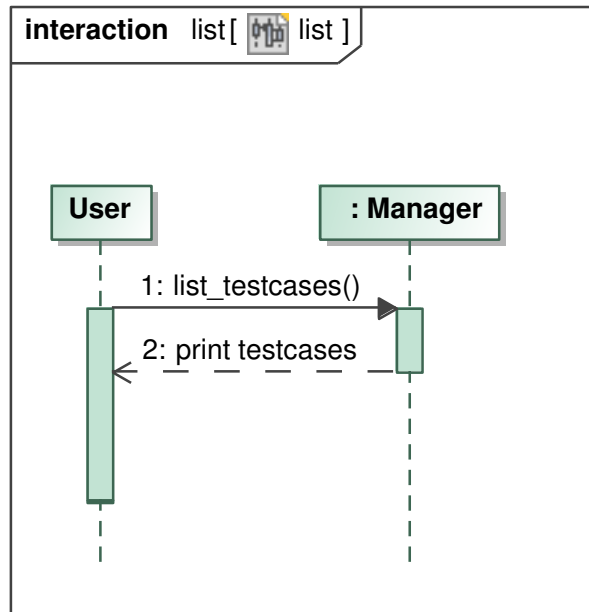 interaction list[ list ]
User
: Manager
1: list_testcases()
2: print testcases